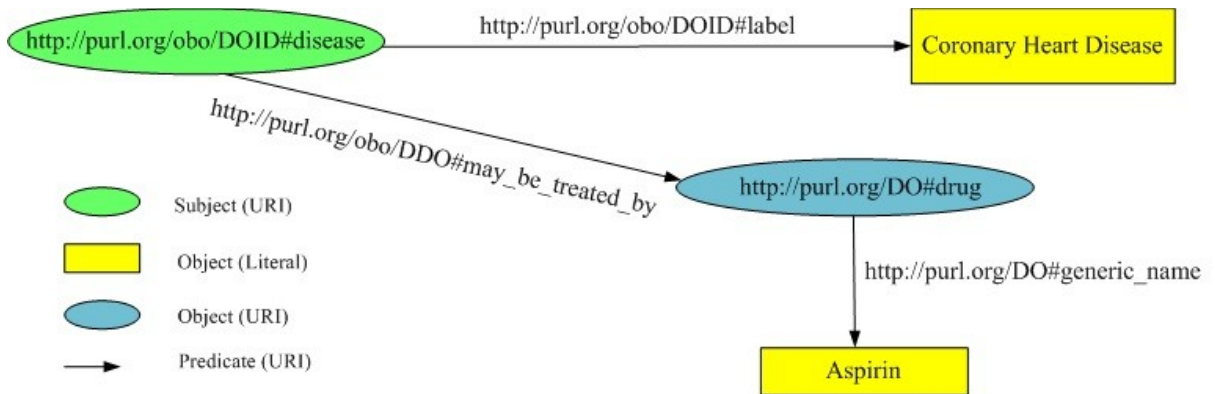 http://purl.org/obo/DOID#disease
http://purl.org/obo/DOID#label
Coronary Heart Disease
http://purl.org/obo/DDO#may_be_treated_by
http://purl.org/DO#drug
http://purl.org/DO#generic_name
Aspirin
Subject (URI)
Object (Literal)
Object (URI)
Predicate (URI)